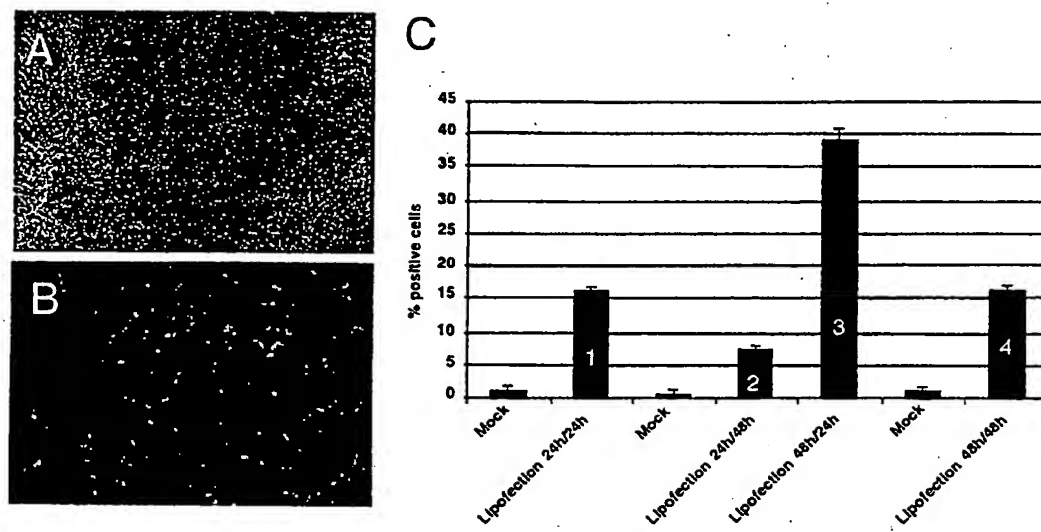 A
B
C
% positive cells
45
40
35
30
25
20
15
10
5
0
1
2
3
4
Mock
Lipofection 24h/24h
Mock
Lipofection 24h/48h
Lipofection 48h/24h
Mock
Lipofection 48h/48h